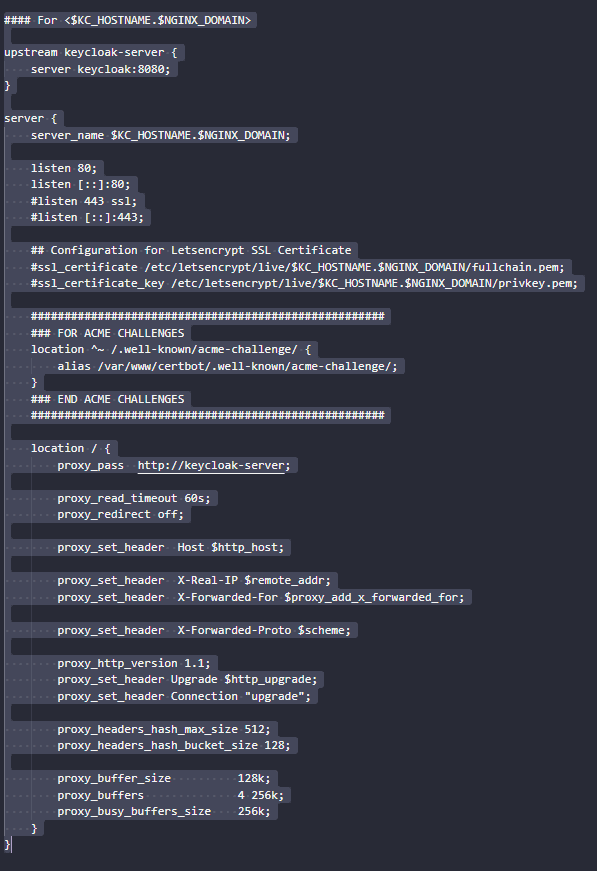 #### For <$KC_HOSTNAME.$NGINX_DOMAIN>

upstream keycloak-server {
    server keycloak:8080;
}

server {
    server_name $KC_HOSTNAME.$NGINX_DOMAIN;

    listen 80;
    listen [::]:80;
    #listen 443 ssl;
    #listen [::]:443;

    ## Configuration for Letsencrypt SSL Certificate
    #ssl_certificate /etc/letsencrypt/live/$KC_HOSTNAME.$NGINX_DOMAIN/fullchain.pem;
    #ssl_certificate_key /etc/letsencrypt/live/$KC_HOSTNAME.$NGINX_DOMAIN/privkey.pem;

    #####################################################
    ### FOR ACME CHALLENGES
    location ^~ /.well-known/acme-challenge/ {
        alias /var/www/certbot/.well-known/acme-challenge/;
    }
    ### END ACME CHALLENGES
    #####################################################

    location / {
        proxy_pass  http://keycloak-server;

        proxy_read_timeout 60s;
        proxy_redirect off;

        proxy_set_header  Host $http_host;

        proxy_set_header  X-Real-IP $remote_addr;
        proxy_set_header  X-Forwarded-For $proxy_add_x_forwarded_for;

        proxy_set_header  X-Forwarded-Proto $scheme;

        proxy_http_version 1.1;
        proxy_set_header Upgrade $http_upgrade;
        proxy_set_header Connection "upgrade";

        proxy_headers_hash_max_size 512;
        proxy_headers_hash_bucket_size 128;

        proxy_buffer_size          128k;
        proxy_buffers              4 256k;
        proxy_busy_buffers_size    256k;
    }
}